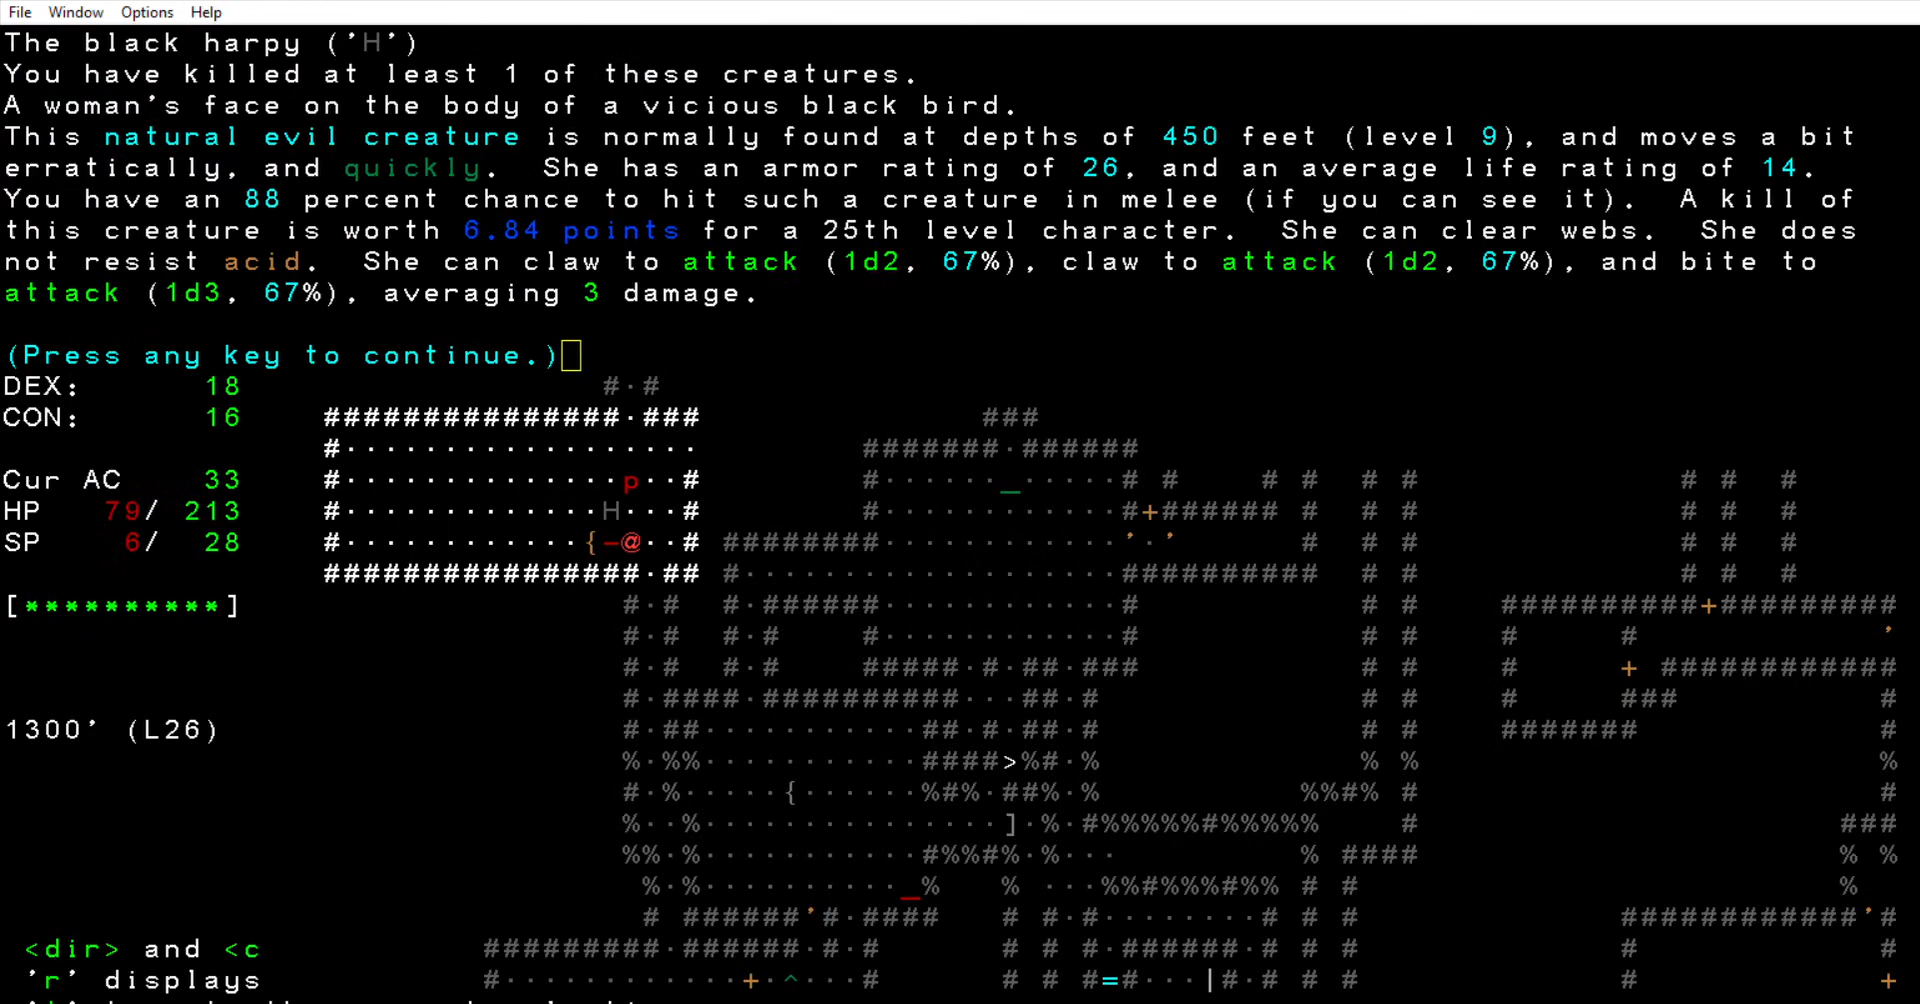 File Window Options Help
The black harpy ('H')
You have killed at least 1 of these creatures.
A woman's face on the body of a vicious black bird.
This natural evil creature is normally found at depths of 450 feet (level 9), and moves a bit
erratically, and quickly.  She has an armor rating of 26, and an average life rating of 14.
You have an 88 percent chance to hit such a creature in melee (if you can see it).  A kill of
this creature is worth 6.84 points for a 25th level character.  She can clear webs.  She does
not resist acid.  She can claw to attack (1d2, 67%), claw to attack (1d2, 67%), and bite to
attack (1d3, 67%), averaging 3 damage.
(Press any key to continue.)
DEX: 18
CON: 16
Cur AC 33
HP 79/ 213
SP 6/ 28
[**********]
1300' (L26)
<dir> and <c
'r' displays